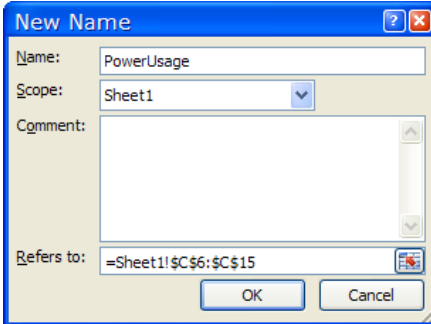 New Name
Name: PowerUsage
Scope: Sheet1
Comment:
Refers to: =Sheet1!$C$6:$C$15
OK Cancel